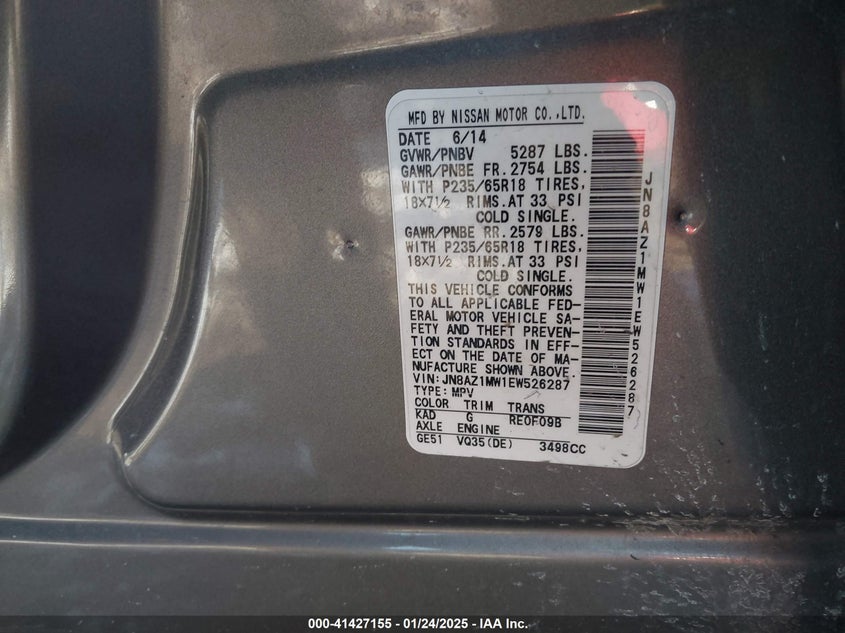 MFD BY NISSAN MOTOR CO.,LTD.
DATE 6/14
GVWR/PNBV 5287 LBS.
GAWR/PNBE FR. 2754 LBS.
WITH P235/65R18 TIRES,
18X7½ RIMS.AT 33 PSI
COLD SINGLE.
GAWR/PNBE RR. 2579 LBS.
WITH P235/65R18 TIRES,
18X7½ RIMS.AT 33 PSI
COLD SINGLE.
THIS VEHICLE CONFORMS
TO ALL APPLICABLE FED-
ERAL MOTOR VEHICLE SA-
FETY AND THEFT PREVEN-
TION STANDARDS IN EFF-
ECT ON THE DATE OF MA-
NUFACTURE SHOWN ABOVE.
VIN:JN8AZ1MW1EW526287
TYPE:MPV
COLOR TRIM TRANS
KAD G RE0F09B
AXLE ENGINE
GE51 VQ35(DE) 3498CC
JN8AZ1MW1EW526287
000-41427155 — 01/24/2025 — IAA Inc.